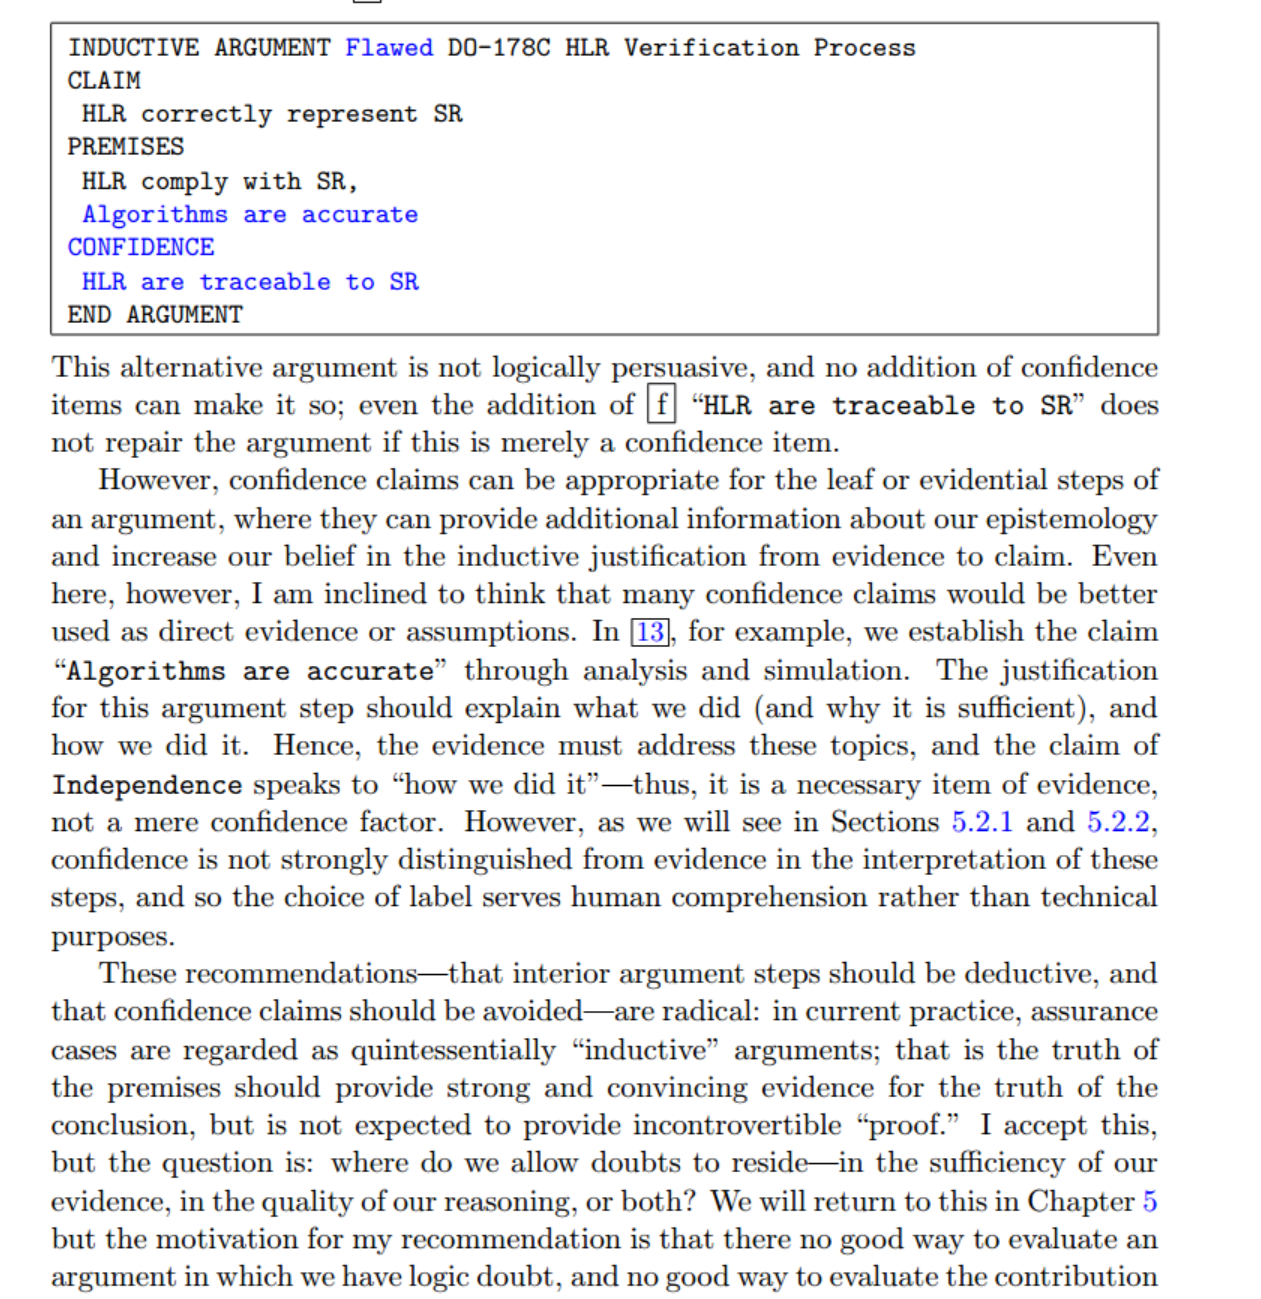 INDUCTIVE ARGUMENT Flawed DO-178C HLR Verification Process
CLAIM
HLR correctly represent SR
PREMISES
HLR comply with SR,
Algorithms are accurate
CONFIDENCE
HLR are traceable to SR
END ARGUMENT
This alternative argument is not logically persuasive, and no addition of confidence
items can make it so; even the addition of f “HLR are traceable to SR” does
not repair the argument if this is merely a confidence item.
However, confidence claims can be appropriate for the leaf or evidential steps of
an argument, where they can provide additional information about our epistemology
and increase our belief in the inductive justification from evidence to claim. Even
here, however, I am inclined to think that many confidence claims would be better
used as direct evidence or assumptions. In [13], for example, we establish the claim
“Algorithms are accurate” through analysis and simulation. The justification
for this argument step should explain what we did (and why it is sufficient), and
how we did it. Hence, the evidence must address these topics, and the claim of
Independence speaks to “how we did it”—thus, it is a necessary item of evidence,
not a mere confidence factor. However, as we will see in Sections 5.2.1 and 5.2.2,
confidence is not strongly distinguished from evidence in the interpretation of these
steps, and so the choice of label serves human comprehension rather than technical
purposes.
These recommendations—that interior argument steps should be deductive, and
that confidence claims should be avoided—are radical: in current practice, assurance
cases are regarded as quintessentially “inductive” arguments; that is the truth of
the premises should provide strong and convincing evidence for the truth of the
conclusion, but is not expected to provide incontrovertible “proof.” I accept this,
but the question is: where do we allow doubts to reside—in the sufficiency of our
evidence, in the quality of our reasoning, or both? We will return to this in Chapter 5
but the motivation for my recommendation is that there no good way to evaluate an
argument in which we have logic doubt, and no good way to evaluate the contribution